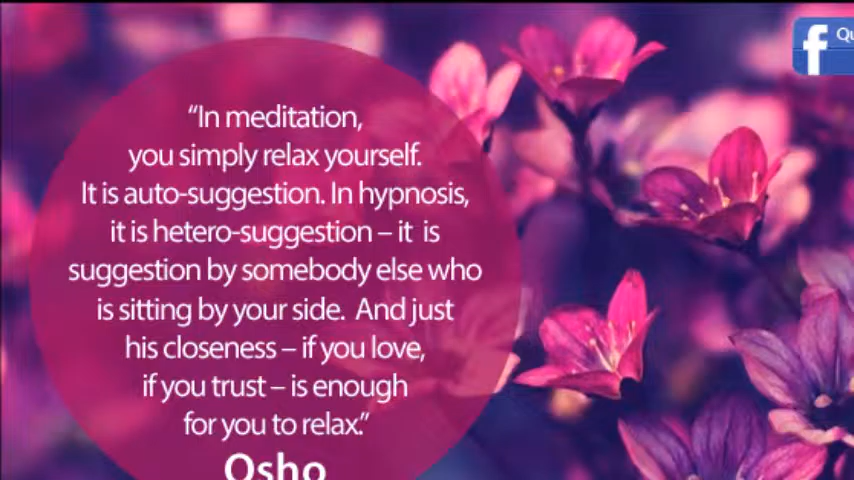 “In meditation,
you simply relax yourself.
It is auto-suggestion. In hypnosis,
it is hetero-suggestion – it is
suggestion by somebody else who
is sitting by your side. And just
his closeness – if you love,
if you trust – is enough
for you to relax.”
Osho
f